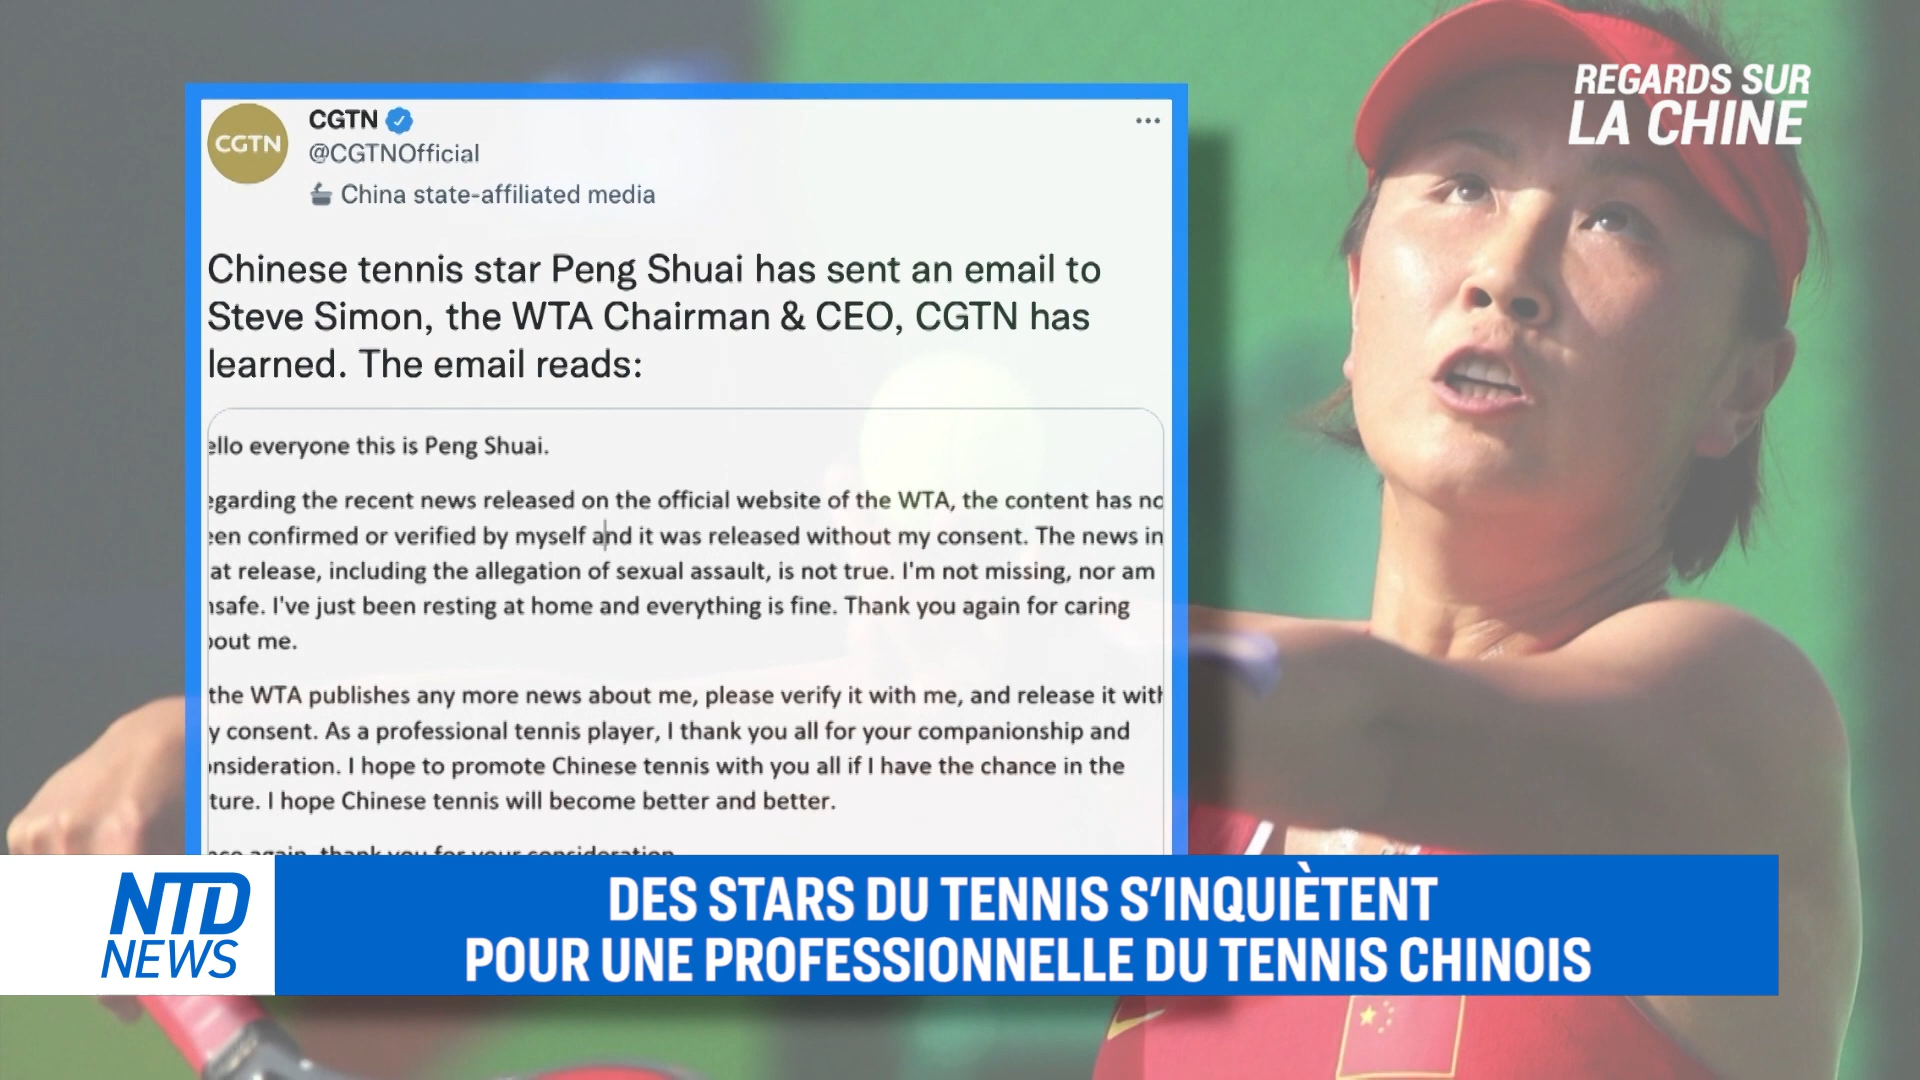 REGARDS SUR
LA CHINE
CGTN
CGTN
@CGTNOfficial
China state-affiliated media
Chinese tennis star Peng Shuai has sent an email to
Steve Simon, the WTA Chairman & CEO, CGTN has
learned. The email reads:
ello everyone this is Peng Shuai.
egarding the recent news released on the official website of the WTA, the content has no
een confirmed or verified by myself and it was released without my consent. The news in
at release, including the allegation of sexual assault, is not true. I'm not missing, nor am
nsafe. I've just been resting at home and everything is fine. Thank you again for caring
bout me.
the WTA publishes any more news about me, please verify it with me, and release it with
y consent. As a professional tennis player, I thank you all for your companionship and
onsideration. I hope to promote Chinese tennis with you all if I have the chance in the
ture. I hope Chinese tennis will become better and better.
nce again, thank you for your consideration
NTD
NEWS
DES STARS DU TENNIS S'INQUIÈTENT
POUR UNE PROFESSIONNELLE DU TENNIS CHINOIS